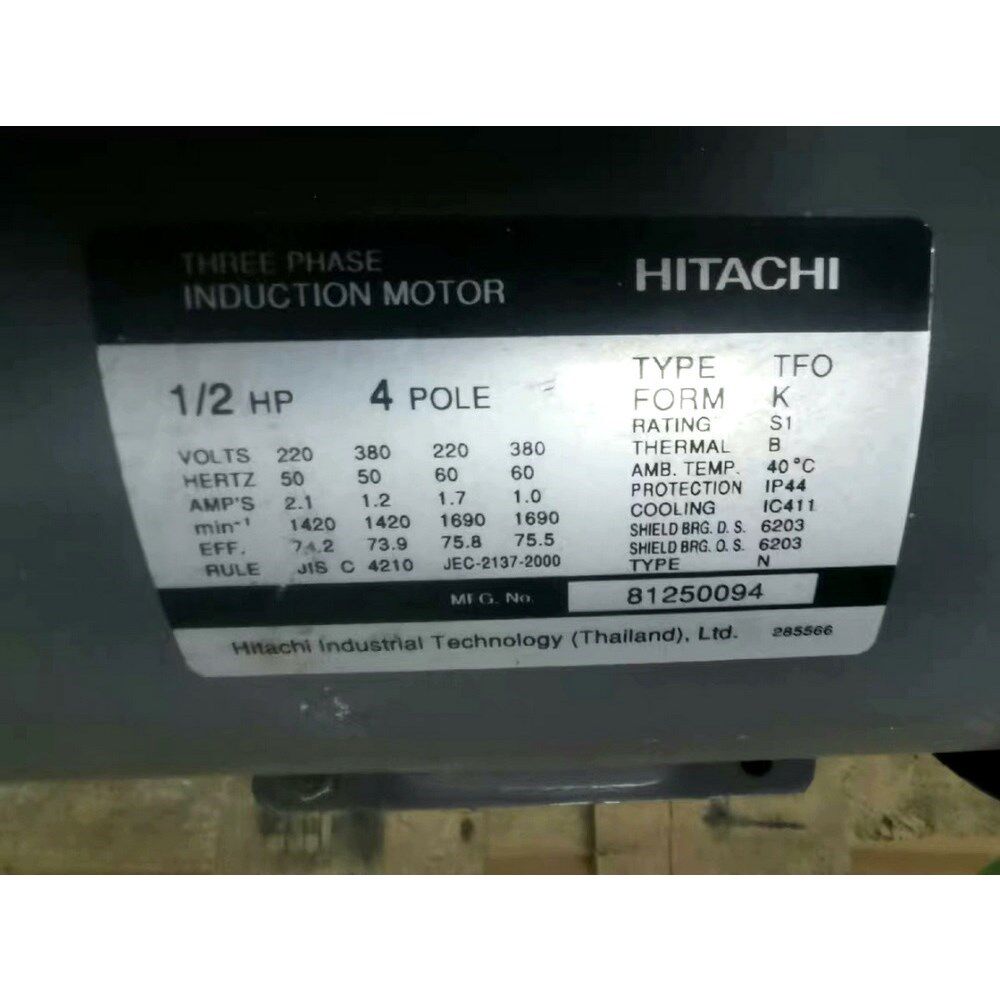 THREE PHASE
INDUCTION MOTOR
HITACHI
1/2 HP 4 POLE
VOLTS 220 380 220 380
HERTZ 50 50 60 60
AMP'S 2.1 1.2 1.7 1.0
min⁻¹ 1420 1420 1690 1690
EFF. 74.2 73.9 75.8 75.5
RULE JIS C 4210 JEC-2137-2000
TYPE TFO
FORM K
RATING S1
THERMAL B
AMB. TEMP. 40°C
PROTECTION IP44
COOLING IC411
SHIELD BRG. D. S. 6203
SHIELD BRG. O. S. 6203
TYPE N
MFG. No. 81250094
Hitachi Industrial Technology (Thailand), Ltd. 285566